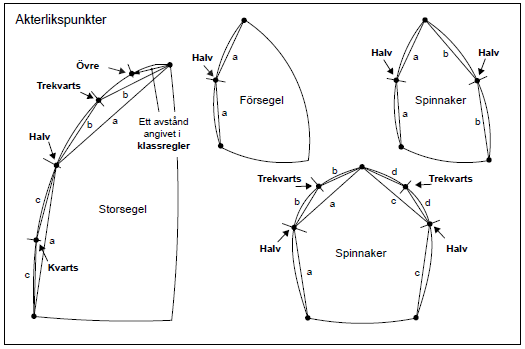 Akterlikspunkter
Övre
Trekvarts
b
a
b
Ett avstånd
angivet i
klassregler
Halv
c
a
Storsegel
Kvarts
c
Halv
a
a
Försegel
Halv
a
b
Halv
a
b
Spinnaker
Trekvarts
b
d
Trekvarts
b
a
c
d
Halv
Halv
Spinnaker
a
c